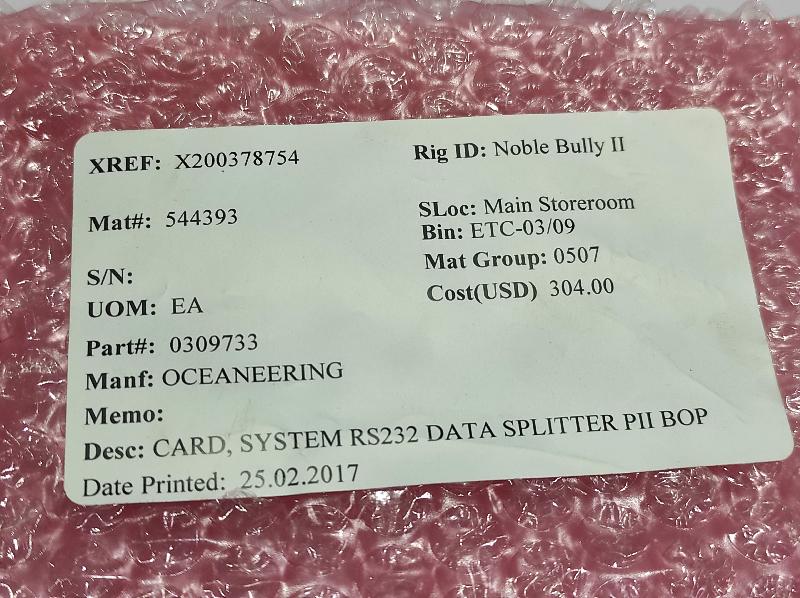 XREF: X200378754
Rig ID: Noble Bully II
Mat#: 544393
SLoc: Main Storeroom
Bin: ETC-03/09
Mat Group: 0507
S/N:
Cost(USD) 304.00
UOM: EA
Part#: 0309733
Manf: OCEANEERING
Memo:
Desc: CARD, SYSTEM RS232 DATA SPLITTER PII BOP
Date Printed: 25.02.2017